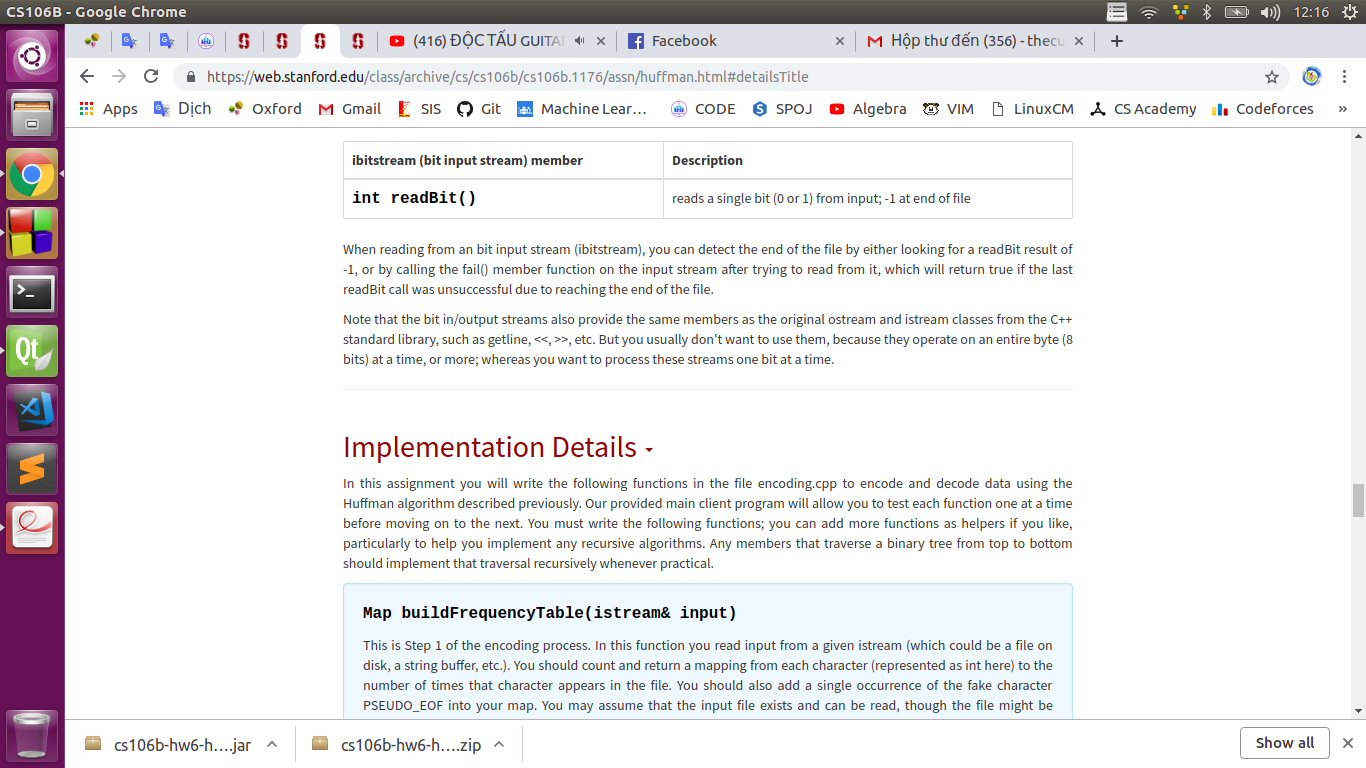 CS106B - Google Chrome
12:16
(416) ĐỘC TẤU GUITAR
Facebook
Hộp thư đến (356) - thecu
https://web.stanford.edu/class/archive/cs/cs106b/cs106b.1176/assn/huffman.html#detailsTitle
Apps Dịch Oxford Gmail SIS Git Machine Lear... CODE SPOJ Algebra VIM LinuxCM CS Academy Codeforces »
ibitstream (bit input stream) member Description
int readBit() reads a single bit (0 or 1) from input; -1 at end of file
When reading from an bit input stream (ibitstream), you can detect the end of the file by either looking for a readBit result of
-1, or by calling the fail() member function on the input stream after trying to read from it, which will return true if the last
readBit call was unsuccessful due to reaching the end of the file.
Note that the bit in/output streams also provide the same members as the original ostream and istream classes from the C++
standard library, such as getline, <<, >>, etc. But you usually don't want to use them, because they operate on an entire byte (8
bits) at a time, or more; whereas you want to process these streams one bit at a time.
Implementation Details
In this assignment you will write the following functions in the file encoding.cpp to encode and decode data using the
Huffman algorithm described previously. Our provided main client program will allow you to test each function one at a time
before moving on to the next. You must write the following functions; you can add more functions as helpers if you like,
particularly to help you implement any recursive algorithms. Any members that traverse a binary tree from top to bottom
should implement that traversal recursively whenever practical.
Map buildFrequencyTable(istream& input)
This is Step 1 of the encoding process. In this function you read input from a given istream (which could be a file on
disk, a string buffer, etc.). You should count and return a mapping from each character (represented as int here) to the
number of times that character appears in the file. You should also add a single occurrence of the fake character
PSEUDO_EOF into your map. You may assume that the input file exists and can be read, though the file might be
cs106b-hw6-h....jar
cs106b-hw6-h....zip
Show all
Qt